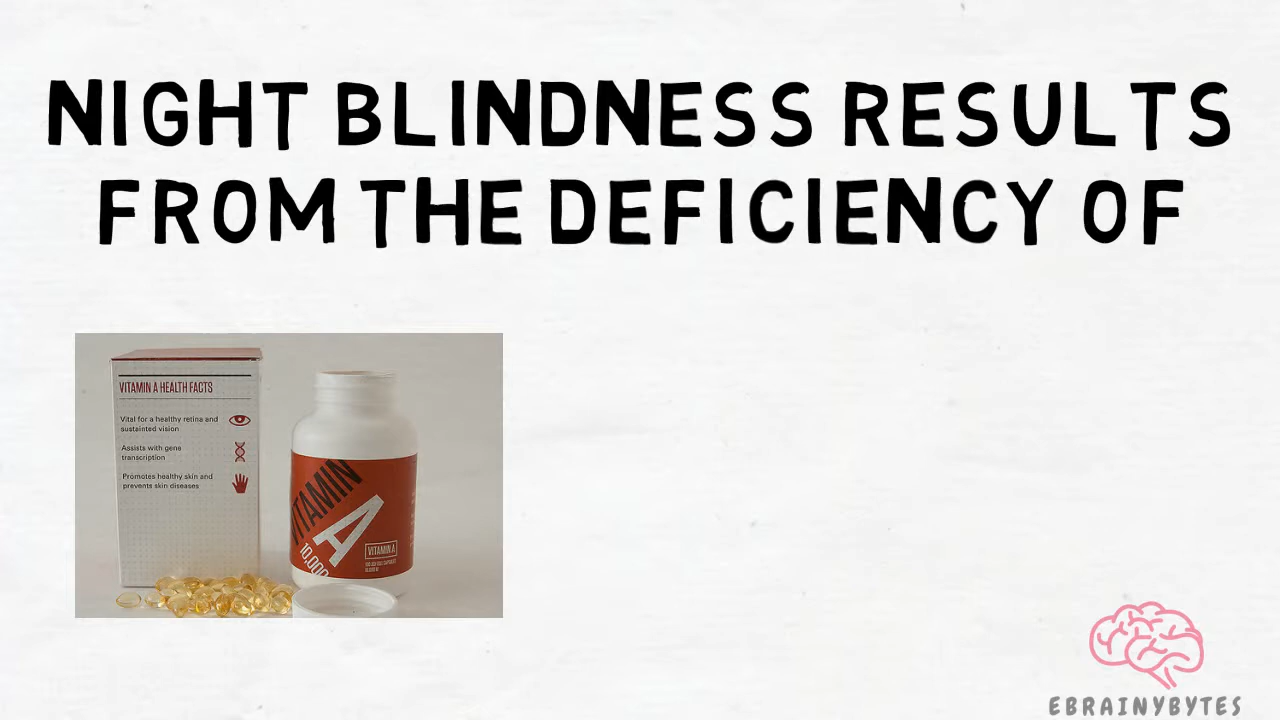 NIGHT BLINDNESS RESULTS
FROM THE DEFICIENCY OF
VITAMIN A HEALTH FACTS
Vital for a healthy retina and
sustainted vision
Assists with gene
transcription
Promotes healthy skin and
prevents skin diseases
VITAMIN
A
10,000
VITAMIN A
EBRAINYBYTES